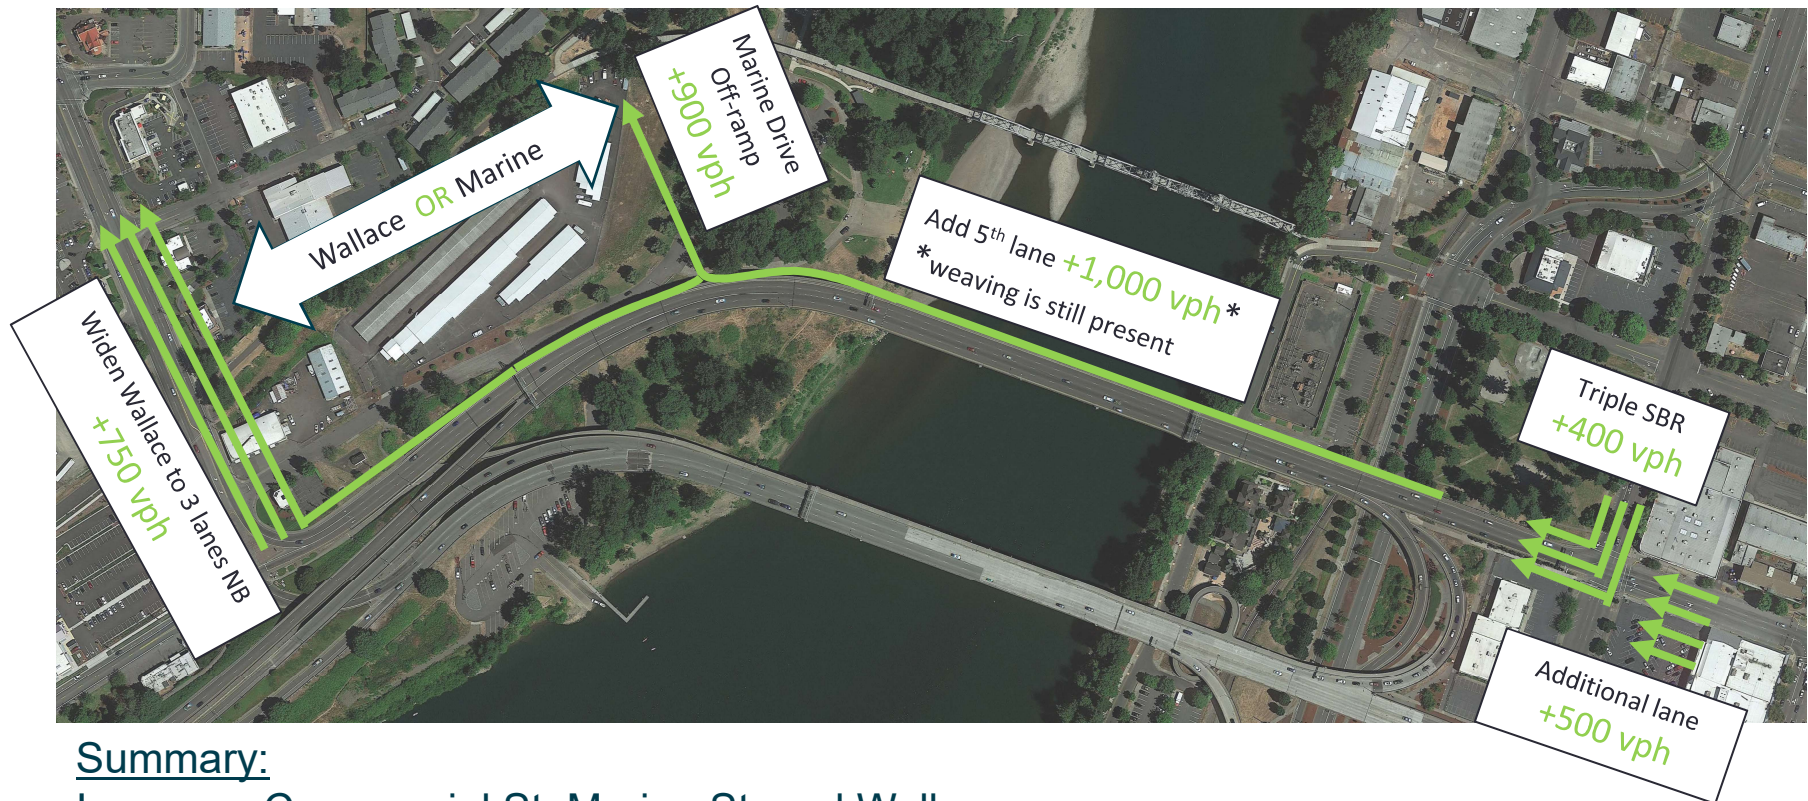 Marine Drive
Off-ramp
+900 vph
Wallace OR Marine
Add 5th lane +1,000 vph*
*weaving is still present
Widen Wallace to 3 lanes NB
+750 vph
Triple SBR
+400 vph
Additional lane
+500 vph
Summary: